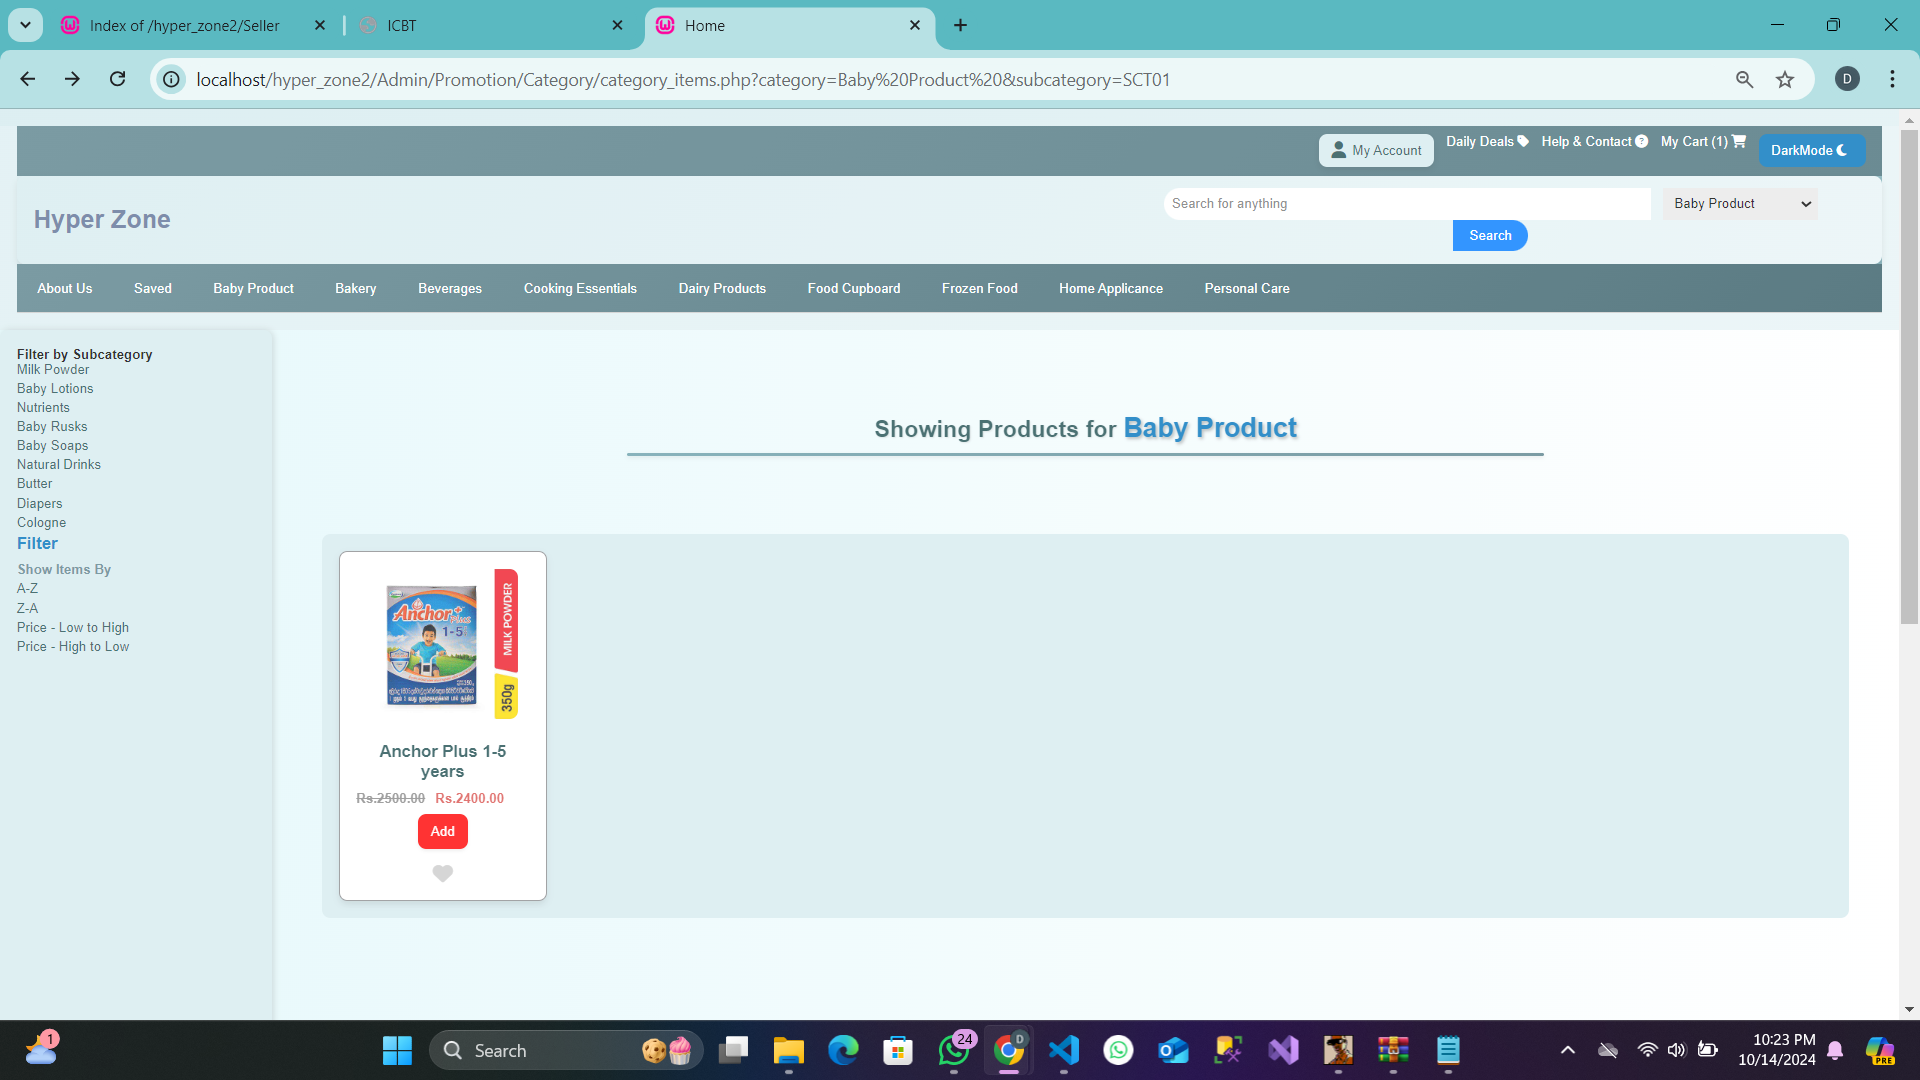 Index of /hyper_zone2/Seller
ICBT
Home
localhost/hyper_zone2/Admin/Promotion/Category/category_items.php?category=Baby%20Product%20&subcategory=SCT01
D
My Account
Daily Deals
Help & Contact
My Cart (1)
DarkMode
Hyper Zone
Search for anything
Baby Product
Search
About Us
Saved
Baby Product
Bakery
Beverages
Cooking Essentials
Dairy Products
Food Cupboard
Frozen Food
Home Applicance
Personal Care
Filter by Subcategory
Milk Powder
Baby Lotions
Nutrients
Baby Rusks
Baby Soaps
Natural Drinks
Butter
Diapers
Cologne
Filter
Show Items By
A-Z
Z-A
Price - Low to High
Price - High to Low
Showing Products for Baby Product
Anchor+
Plus
1-5
MILK POWDER
350g
Anchor Plus 1-5
years
Rs.2500.00 Rs.2400.00
Add
1
Search
24
D
10:23 PM
10/14/2024
PRE